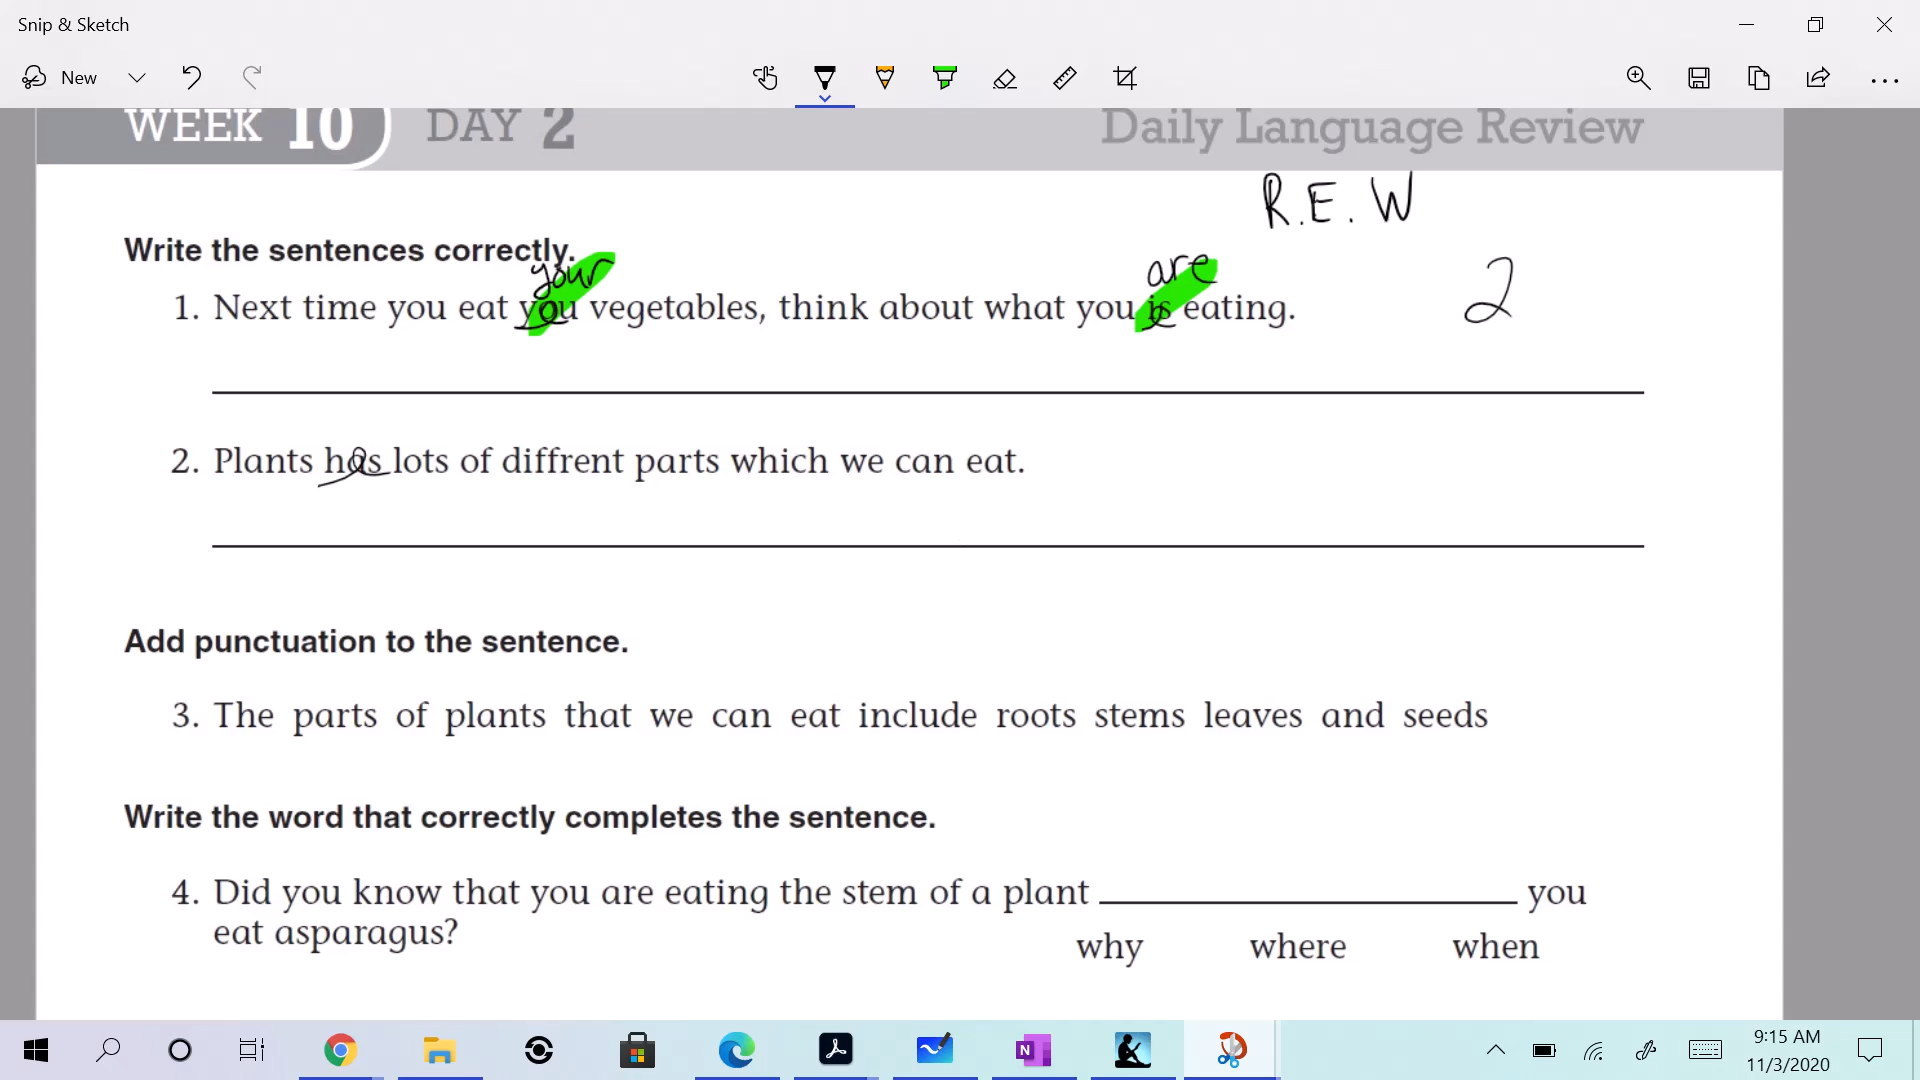 Snip & Sketch
New
WEEK 10 DAY 2 Daily Language Review
R.E.W
Write the sentences correctly.
your are
1. Next time you eat you vegetables, think about what you is eating. 2
2. Plants has lots of diffrent parts which we can eat.
Add punctuation to the sentence.
3. The parts of plants that we can eat include roots stems leaves and seeds
Write the word that correctly completes the sentence.
4. Did you know that you are eating the stem of a plant ____ you
eat asparagus?
why where when
9:15 AM
11/3/2020